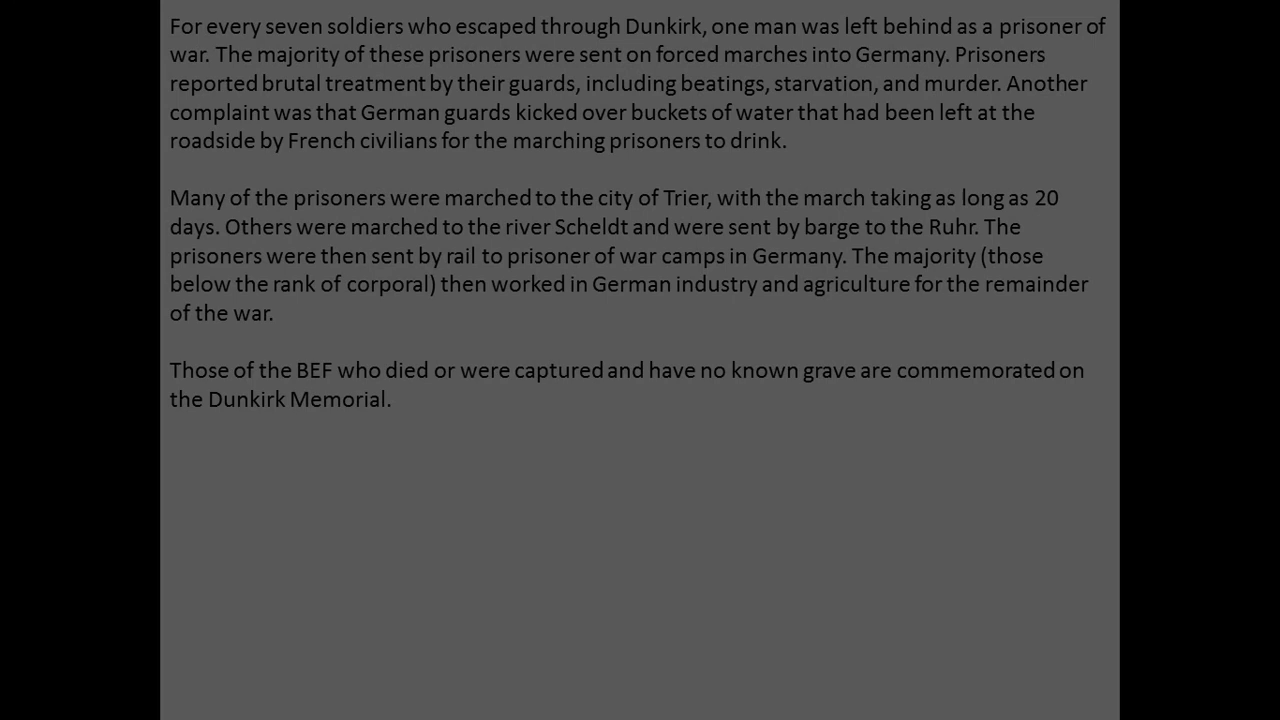 For every seven soldiers who escaped through Dunkirk, one man was left behind as a prisoner of
war. The majority of these prisoners were sent on forced marches into Germany. Prisoners
reported brutal treatment by their guards, including beatings, starvation, and murder. Another
complaint was that German guards kicked over buckets of water that had been left at the
roadside by French civilians for the marching prisoners to drink.
Many of the prisoners were marched to the city of Trier, with the march taking as long as 20
days. Others were marched to the river Scheldt and were sent by barge to the Ruhr. The
prisoners were then sent by rail to prisoner of war camps in Germany. The majority (those
below the rank of corporal) then worked in German industry and agriculture for the remainder
of the war.
Those of the BEF who died or were captured and have no known grave are commemorated on
the Dunkirk Memorial.